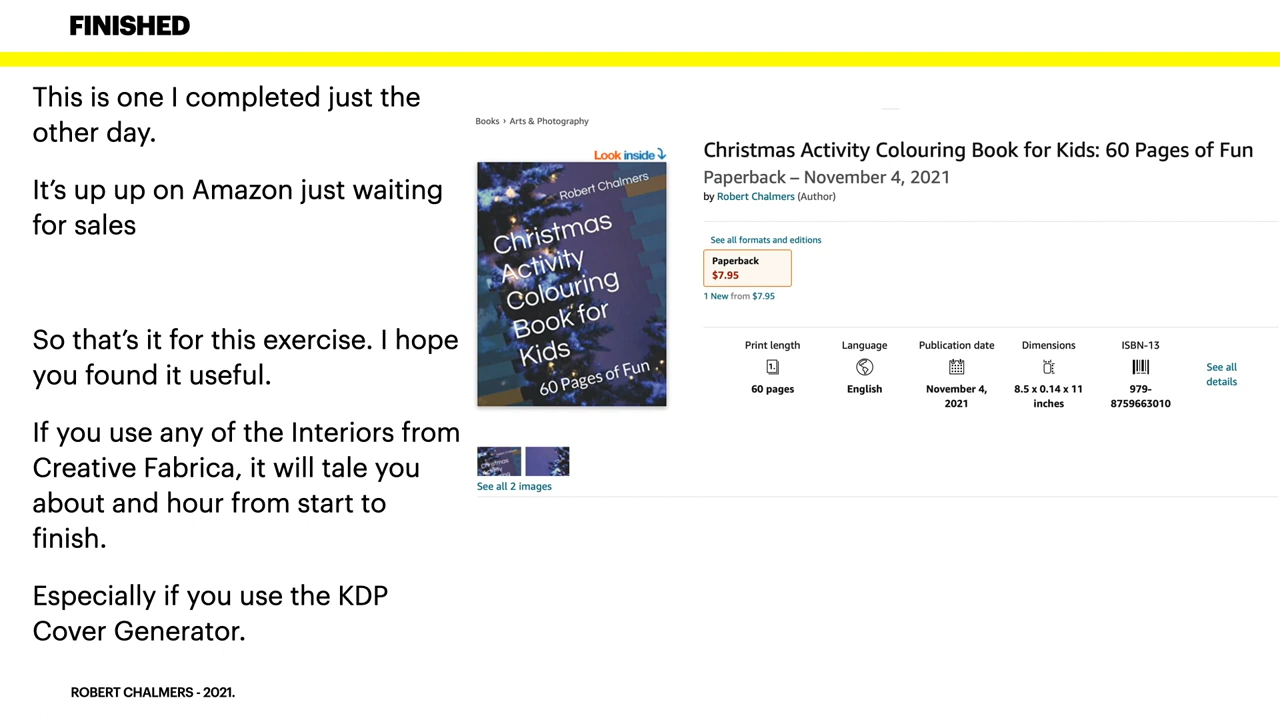 FINISHED
This is one I completed just the
other day.
It’s up up on Amazon just waiting
for sales
So that’s it for this exercise. I hope
you found it useful.
If you use any of the Interiors from
Creative Fabrica, it will tale you
about and hour from start to
finish.
Especially if you use the KDP
Cover Generator.
ROBERT CHALMERS - 2021.
Books › Arts & Photography
Look inside
Robert Chalmers
Christmas
Activity
Colouring
Book for
Kids
60 Pages of Fun
See all 2 images
Christmas Activity Colouring Book for Kids: 60 Pages of Fun
Paperback – November 4, 2021
by Robert Chalmers (Author)
See all formats and editions
Paperback
$7.95
1 New from $7.95
Print length
60 pages
Language
English
Publication date
November 4,
2021
Dimensions
8.5 x 0.14 x 11
inches
ISBN-13
979-
8759663010
See all
details